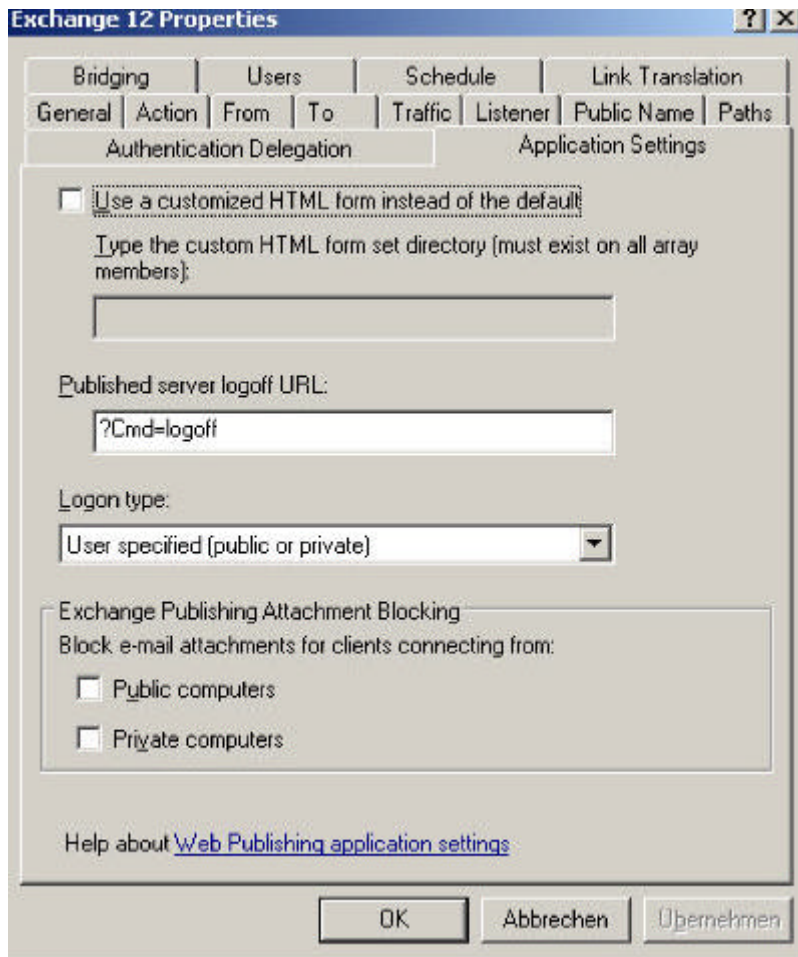 Exchange 12 Properties
Bridging Users Schedule Link Translation
General Action From To Traffic Listener Public Name Paths
Authentication Delegation Application Settings
Use a customized HTML form instead of the default
Type the custom HTML form set directory (must exist on all array
members):
Published server logoff URL:
?Cmd=logoff
Logon type:
User specified (public or private)
Exchange Publishing Attachment Blocking
Block e-mail attachments for clients connecting from:
Public computers
Private computers
Help about Web Publishing application settings
OK Abbrechen Übernehmen